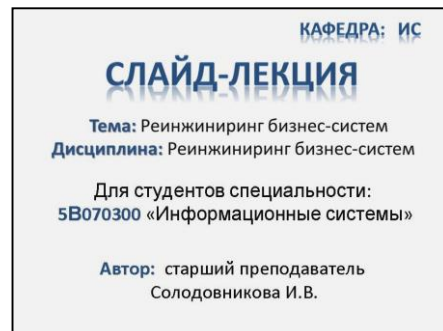 КАФЕДРА: ИС
СЛАЙД-ЛЕКЦИЯ
Тема: Реинжиниринг бизнес-систем
Дисциплина: Реинжиниринг бизнес-систем
Для студентов специальности:
5В070300 «Информационные системы»
Автор: старший преподаватель
Солодовникова И.В.